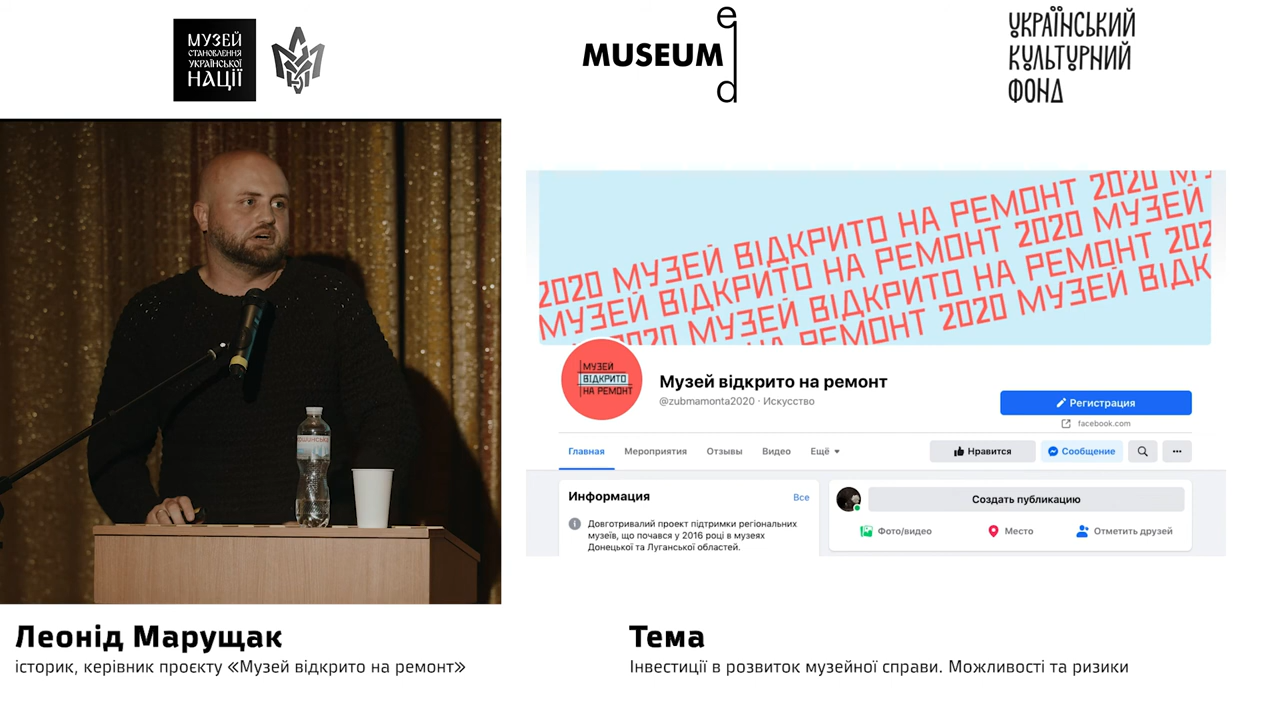 МУЗЕЙ
СТАНОВЛЕННЯ
УКРАЇНСЬКОЇ
НАЦІЇ
MUSEUM
ed
УКРАЇНСЬКИЙ
КУЛЬТУРНИЙ
ФОНД
2020 МУЗЕЙ ВІДКРИТО НА РЕМОНТ 2020
МУЗЕЙ ВІДКРИТО НА РЕМОНТ 2020 МУЗЕЙ
2020 МУЗЕЙ ВІДКРИТО НА РЕМОНТ 202
НА РЕМОНТ 2020 МУЗЕЙ ВІДК
МУЗЕЙ
ВІДКРИТО
НА РЕМОНТ
Музей відкрито на ремонт
@zubmamonta2020 · Искусство
Регистрация
facebook.com
Главная Мероприятия Отзывы Видео Ещё
Нравится Сообщение
Информация Все
Довготривалий проект підтримки регіональних
музеїв, що почався у 2016 році в музеях
Донецької та Луганської областей.
Создать публикацию
Фото/видео Место Отметить друзей
Леонід Марущак
історик, керівник проєкту «Музей відкрито на ремонт»
Тема
Інвестиції в розвиток музейної справи. Можливості та ризики